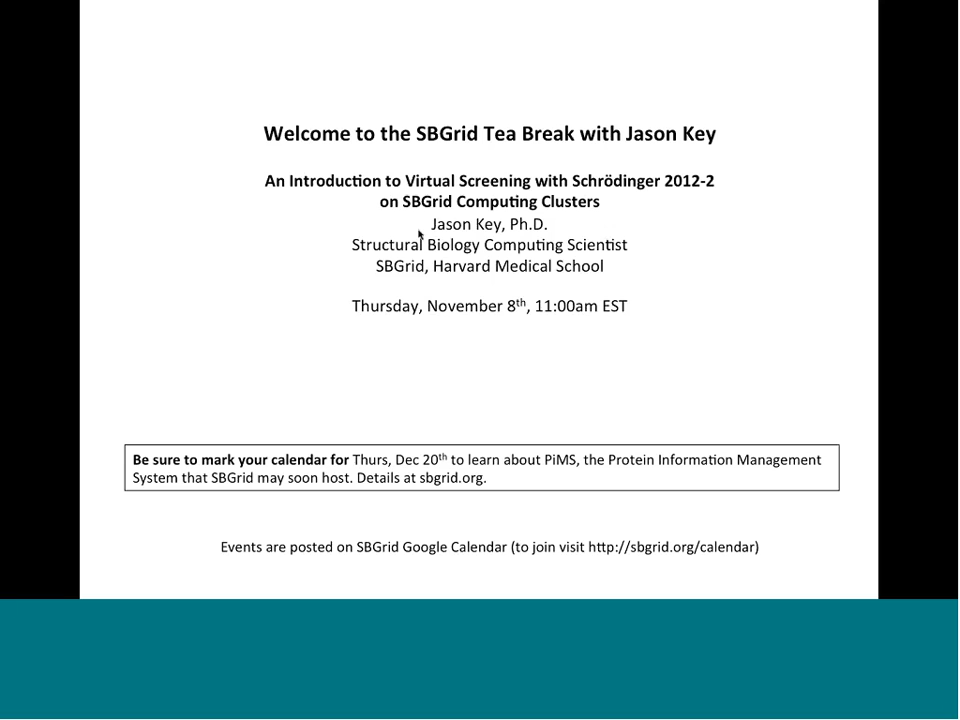 Welcome to the SBGrid Tea Break with Jason Key
An Introduction to Virtual Screening with Schrödinger 2012-2
on SBGrid Computing Clusters
Jason Key, Ph.D.
Structural Biology Computing Scientist
SBGrid, Harvard Medical School
Thursday, November 8th, 11:00am EST
Be sure to mark your calendar for Thurs, Dec 20th to learn about PiMS, the Protein Information Management
System that SBGrid may soon host. Details at sbgrid.org.
Events are posted on SBGrid Google Calendar (to join visit http://sbgrid.org/calendar)